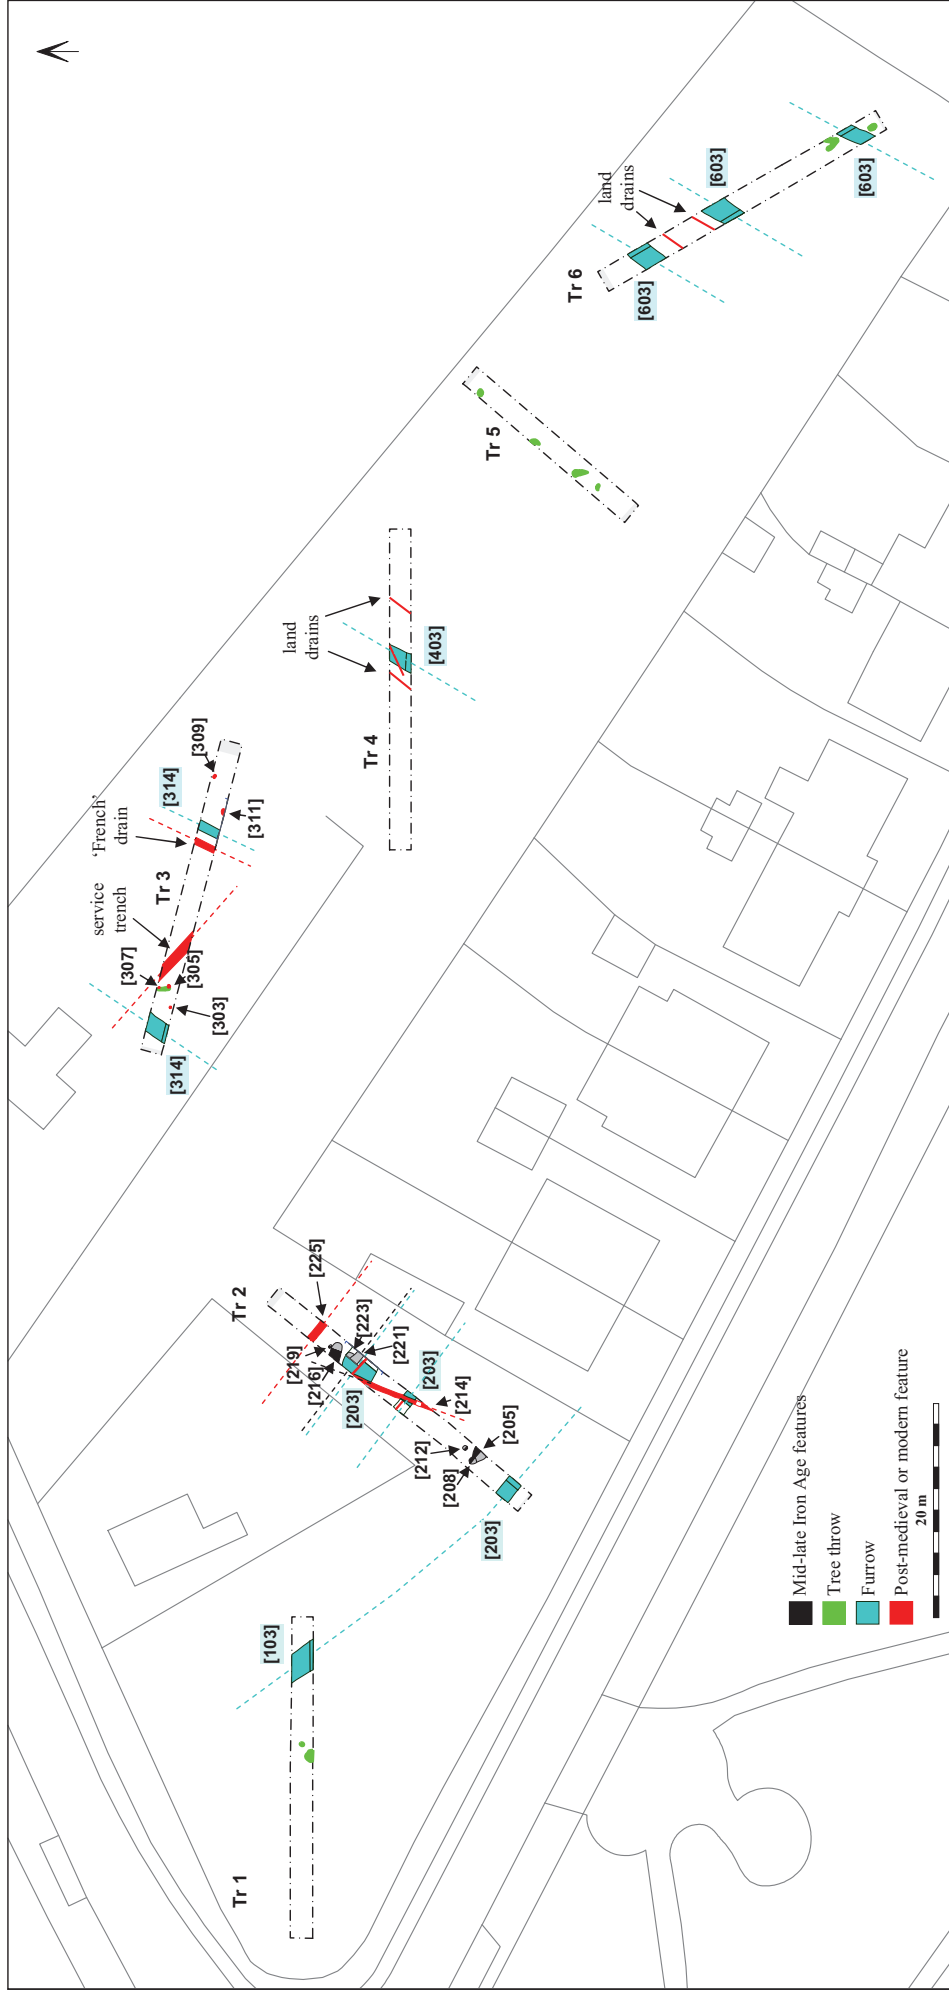 Tr 1
[103]
Tr 2
[225]
[219]
[216]
[223]
[221]
[203]
[203]
[214]
[212]
[208]
[205]
[203]
Tr 3
service
trench
'French'
drain
[307]
[305]
[303]
[314]
[314]
[309]
[311]
Tr 4
land
drains
[403]
Tr 5
Tr 6
land
drains
[603]
[603]
[603]
Mid-late Iron Age features
Tree throw
Furrow
Post-medieval or modern feature
20 m